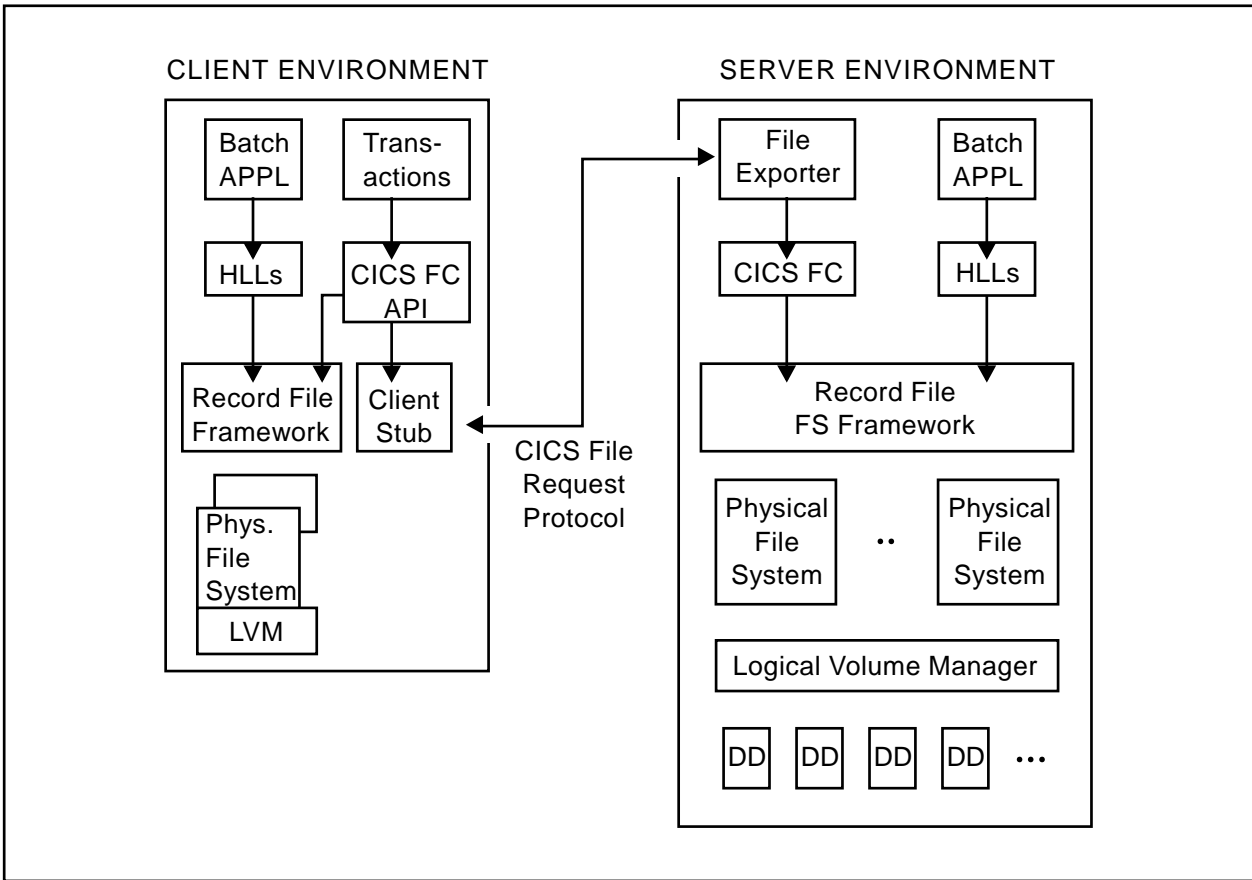 CLIENT ENVIRONMENT
Batch
APPL
Trans-
actions
HLLs
CICS FC
API
Record File
Framework
Client
Stub
Phys.
File
System
LVM
CICS File
Request
Protocol
SERVER ENVIRONMENT
File
Exporter
Batch
APPL
CICS FC
HLLs
Record File
FS Framework
Physical
File
System
..
Physical
File
System
Logical Volume Manager
DD DD DD DD ...